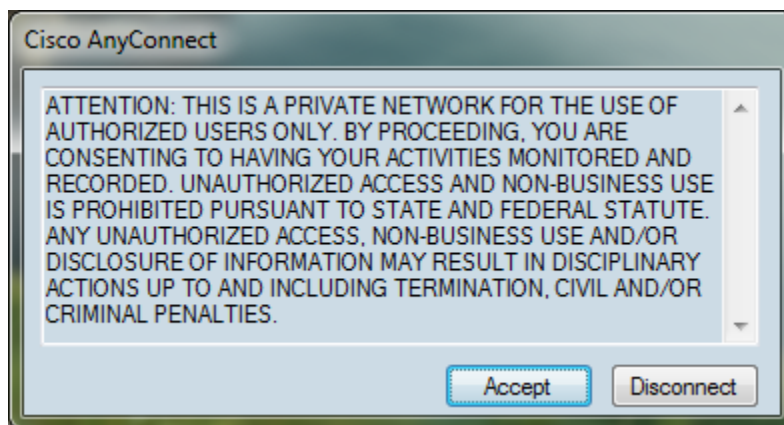 Cisco AnyConnect
ATTENTION: THIS IS A PRIVATE NETWORK FOR THE USE OF
AUTHORIZED USERS ONLY. BY PROCEEDING, YOU ARE
CONSENTING TO HAVING YOUR ACTIVITIES MONITORED AND
RECORDED. UNAUTHORIZED ACCESS AND NON-BUSINESS USE
IS PROHIBITED PURSUANT TO STATE AND FEDERAL STATUTE.
ANY UNAUTHORIZED ACCESS, NON-BUSINESS USE AND/OR
DISCLOSURE OF INFORMATION MAY RESULT IN DISCIPLINARY
ACTIONS UP TO AND INCLUDING TERMINATION, CIVIL AND/OR
CRIMINAL PENALTIES.
Accept Disconnect